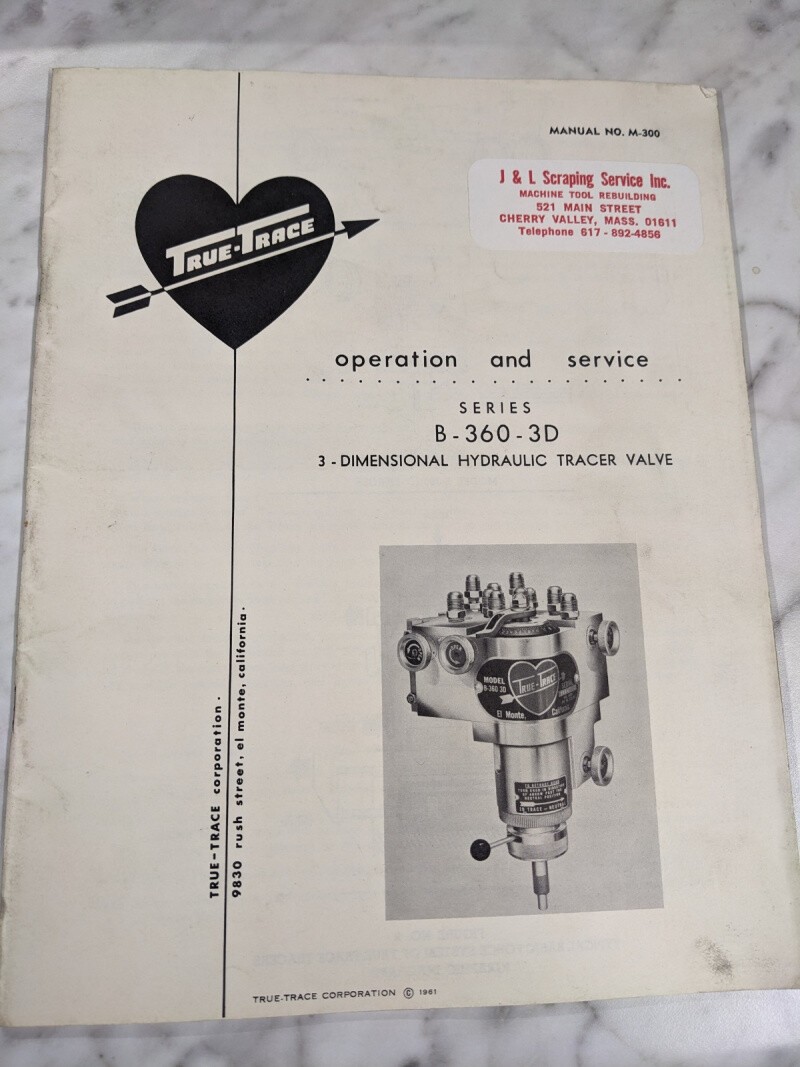 MANUAL NO. M-300
J & L Scraping Service Inc.
MACHINE TOOL REBUILDING
521 MAIN STREET
CHERRY VALLEY, MASS. 01611
Telephone 617 - 892-4856
TRUE-TRACE
operation and service
SERIES
B-360-3D
3-DIMENSIONAL HYDRAULIC TRACER VALVE
MODEL
B-360 3D
TRUE-TRACE
El Monte,
TRUE-TRACE corporation.
9830 rush street, el monte, california.
TRUE-TRACE CORPORATION © 1961